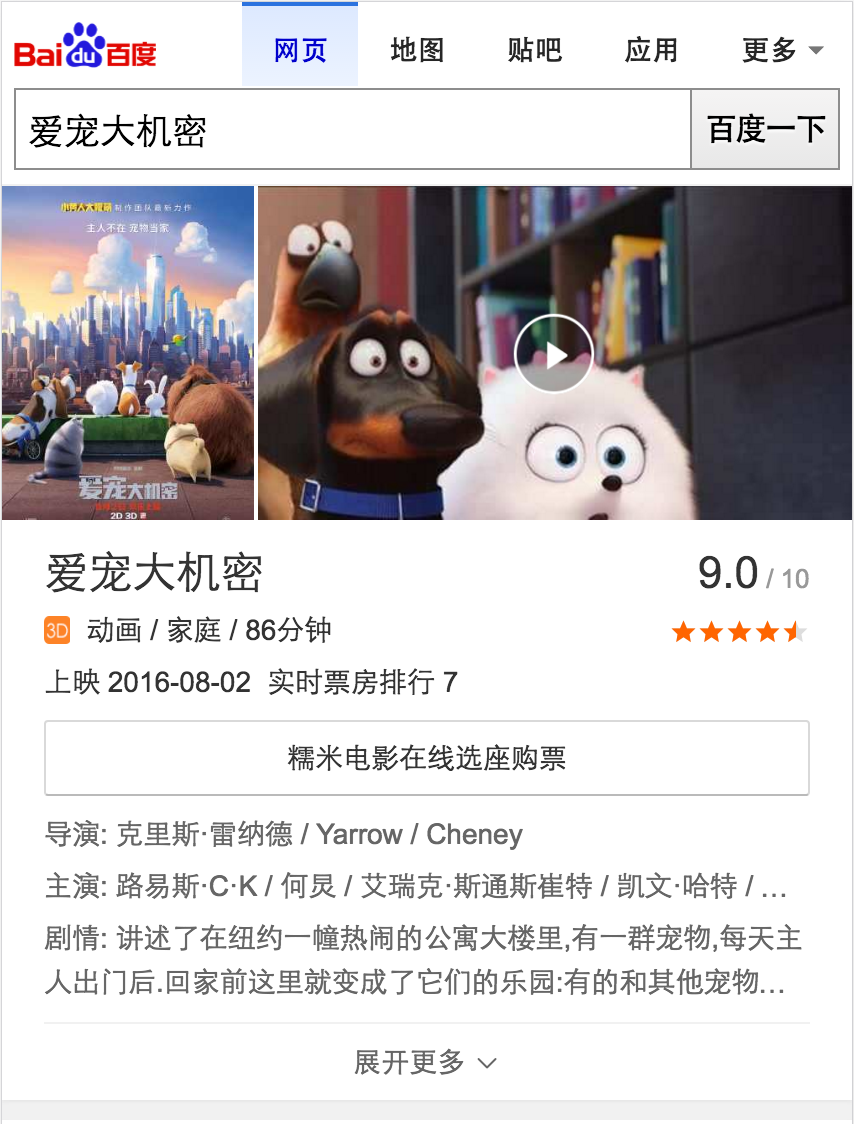 Bai du 百度
网页 地图 贴吧 应用 更多
爱宠大机密 百度一下
小黄人大眼萌 制作团队最新力作
主人不在 宠物当家
爱宠大机密
2D 3D
爱宠大机密 9.0 / 10
3D 动画 / 家庭 / 86分钟
上映 2016-08-02 实时票房排行 7
糯米电影在线选座购票
导演: 克里斯·雷纳德 / Yarrow / Cheney
主演: 路易斯·C·K / 何炅 / 艾瑞克·斯通斯崔特 / 凯文·哈特 / …
剧情: 讲述了在纽约一幢热闹的公寓大楼里,有一群宠物,每天主
人出门后.回家前这里就变成了它们的乐园:有的和其他宠物…
展开更多